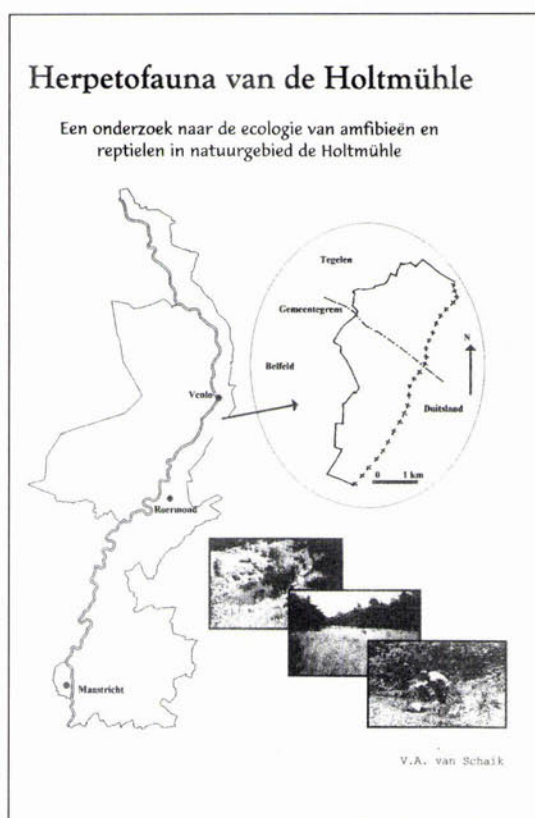 Herpetofauna van de Holtmühle
Een onderzoek naar de ecologie van amfibieën en
reptielen in natuurgebied de Holtmühle
Tegelen
Gemeentegrens
N
Belfeld
Venlo
Duitsland
0 1 km
Roermond
Maastricht
V.A. van Schaik